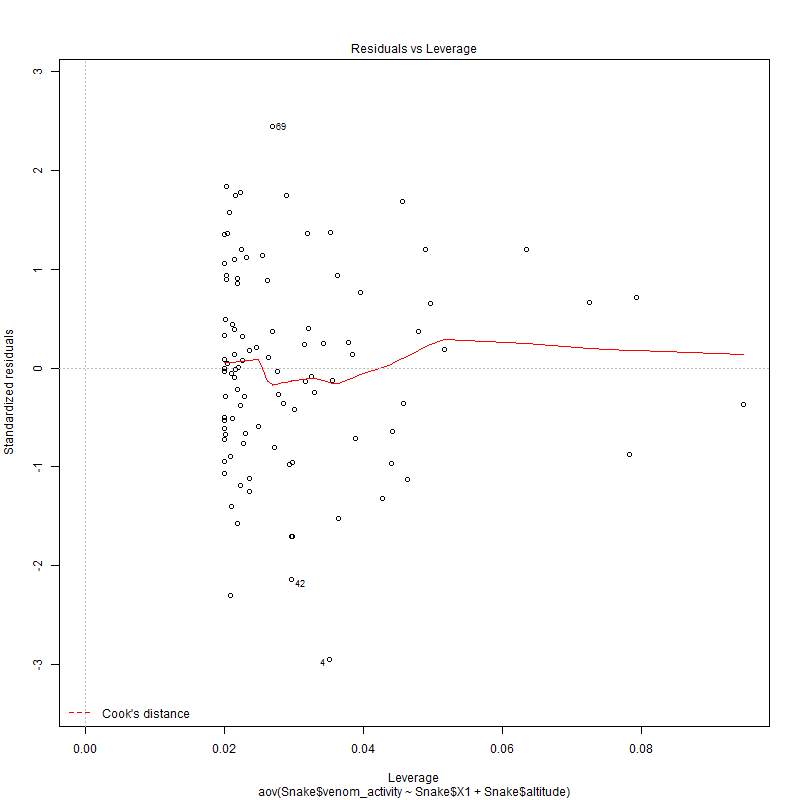 Residuals vs Leverage
3
2
1
0
-1
-2
-3
Standardized residuals
69
42
4
Cook's distance
0.00 0.02 0.04 0.06 0.08
Leverage
aov(Snake$venom_activity ~ Snake$X1 + Snake$altitude)